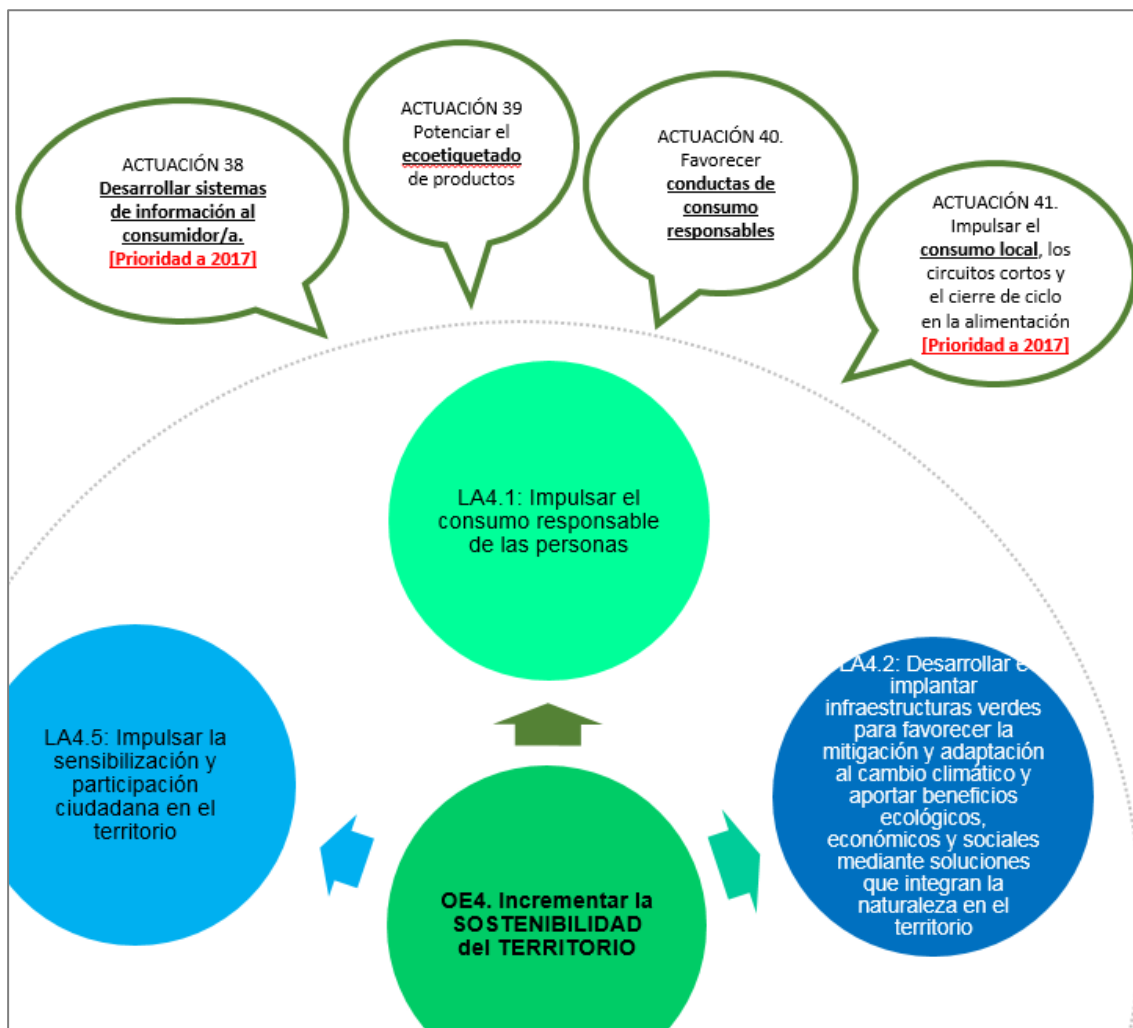 ACTUACIÓN 38
Desarrollar sistemas
de información al
consumidor/a.
[Prioridad a 2017]
ACTUACIÓN 39
Potenciar el
ecoetiquetado
de productos
ACTUACIÓN 40.
Favorecer
conductas de
consumo
responsables
ACTUACIÓN 41.
Impulsar el
consumo local, los
circuitos cortos y
el cierre de ciclo
en la alimentación
[Prioridad a 2017]
LA4.1: Impulsar el
consumo responsable
de las personas
LA4.5: Impulsar la
sensibilización y
participación
ciudadana en el
territorio
LA4.2: Desarrollar e
implantar
infraestructuras verdes
para favorecer la
mitigación y adaptación
al cambio climático y
aportar beneficios
ecológicos,
económicos y sociales
mediante soluciones
que integran la
naturaleza en el
territorio
OE4. Incrementar la
SOSTENIBILIDAD
del TERRITORIO